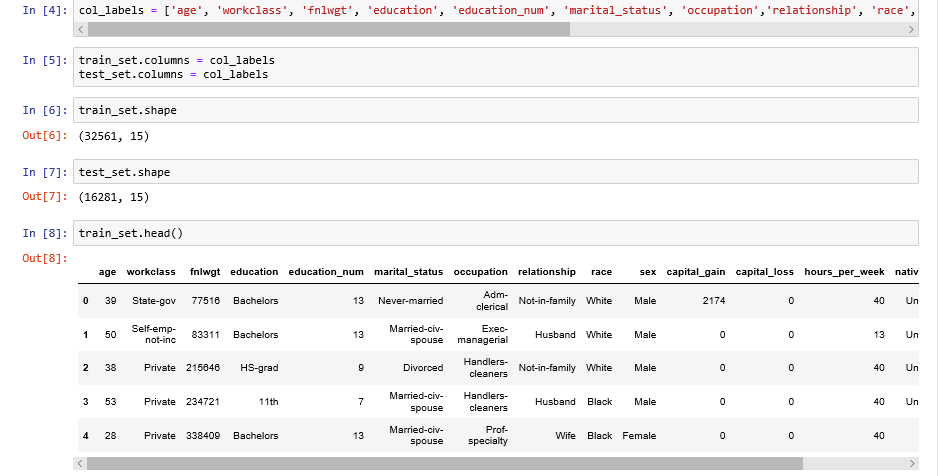 In [4]: col_labels = ['age', 'workclass', 'fnlwgt', 'education', 'education_num', 'marital_status', 'occupation','relationship', 'race',
In [5]: train_set.columns = col_labels
test_set.columns = col_labels
In [6]: train_set.shape
Out[6]: (32561, 15)
In [7]: test_set.shape
Out[7]: (16281, 15)
In [8]: train_set.head()
Out[8]:
age workclass fnlwgt education education_num marital_status occupation relationship race sex capital_gain capital_loss hours_per_week nativ
0 39 State-gov 77516 Bachelors 13 Never-married Adm-clerical Not-in-family White Male 2174 0 40 Un
1 50 Self-emp-not-inc 83311 Bachelors 13 Married-civ-spouse Exec-managerial Husband White Male 0 0 13 Un
2 38 Private 215646 HS-grad 9 Divorced Handlers-cleaners Not-in-family White Male 0 0 40 Un
3 53 Private 234721 11th 7 Married-civ-spouse Handlers-cleaners Husband Black Male 0 0 40 Un
4 28 Private 338409 Bachelors 13 Married-civ-spouse Prof-specialty Wife Black Female 0 0 40